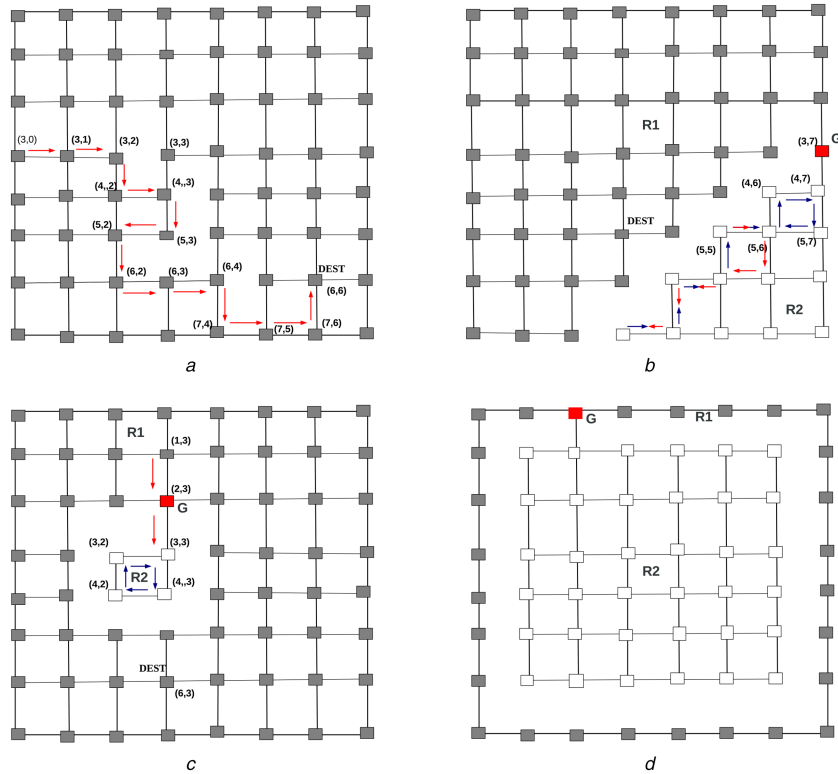 (3,0)
(3,1)
(3,2)
(3,3)
(4,,2)
(4,,3)
(5,2)
(5,3)
(6,2)
(6,3)
(6,4)
DEST
(6,6)
(7,4)
(7,5)
(7,6)
a
R1
G
(3,7)
(4,6)
(4,7)
DEST
(5,5)
(5,6)
(5,7)
R2
b
R1
(1,3)
(2,3)
G
(3,2)
(3,3)
R2
(4,2)
(4,,3)
DEST
(6,3)
c
G
R1
R2
d